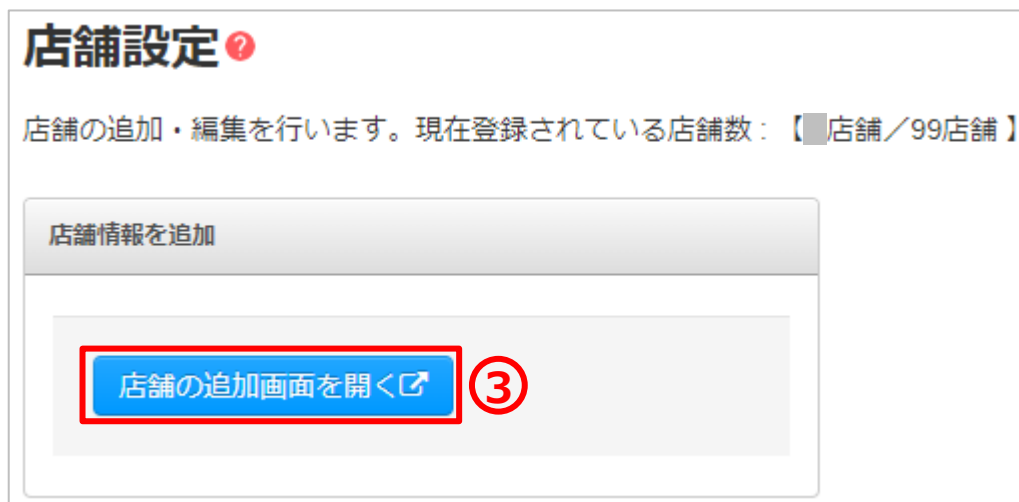 店舗設定?
店舗の追加・編集を行います。現在登録されている店舗数 : 【 店舗／99店舗 】
店舗情報を追加
店舗の追加画面を開く
③